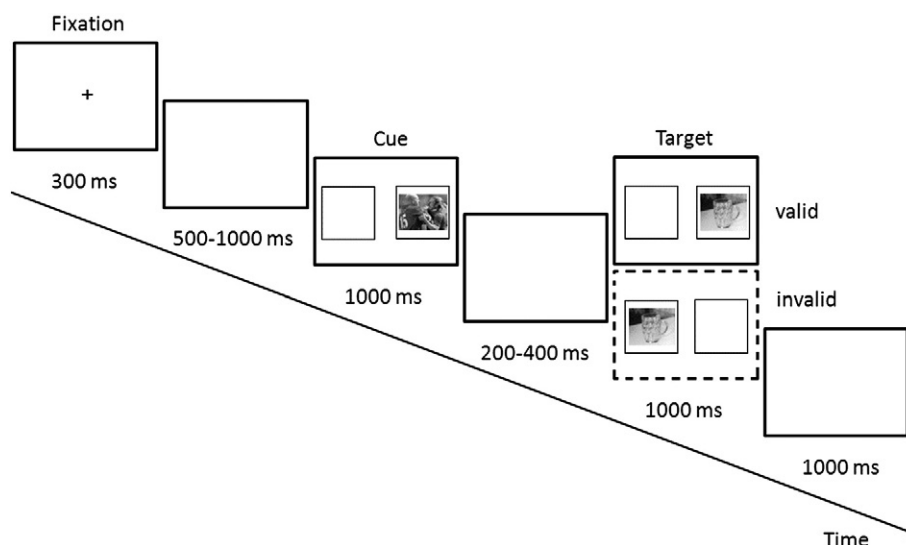 Fixation
+
300 ms
500-1000 ms
Cue
1000 ms
200-400 ms
Target
valid
invalid
1000 ms
1000 ms
Time